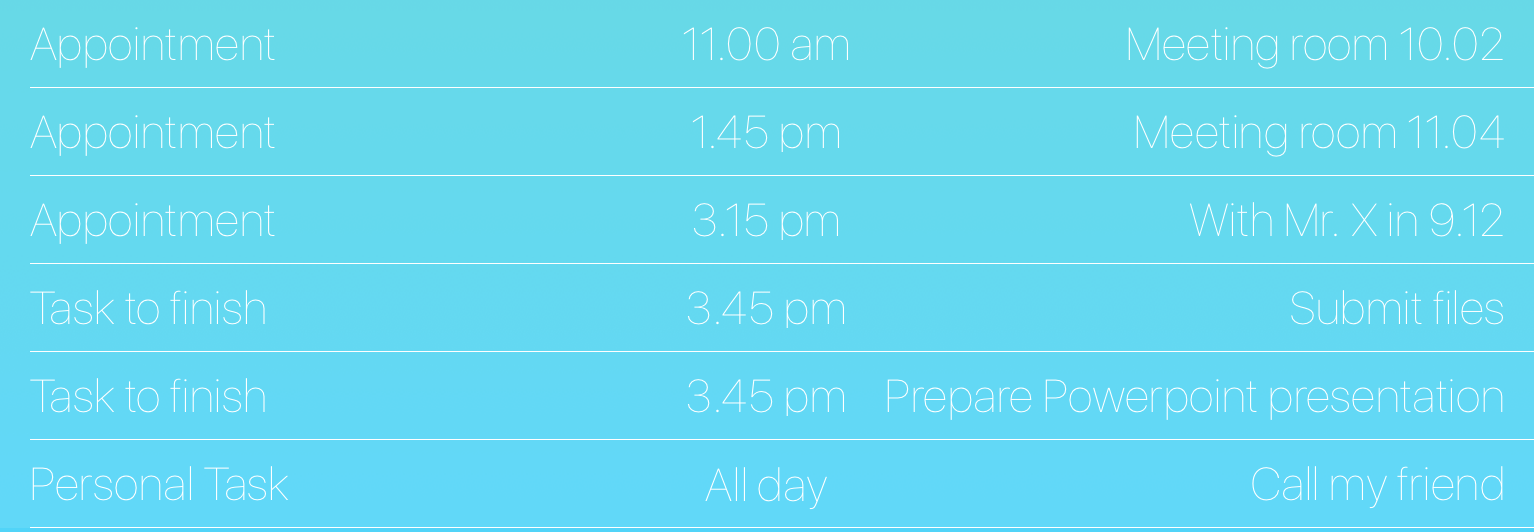 Appointment 11.00 am Meeting room 10.02
Appointment 1.45 pm Meeting room 11.04
Appointment 3.15 pm With Mr. X in 9.12
Task to finish 3.45 pm Submit files
Task to finish 3.45 pm Prepare Powerpoint presentation
Personal Task All day Call my friend